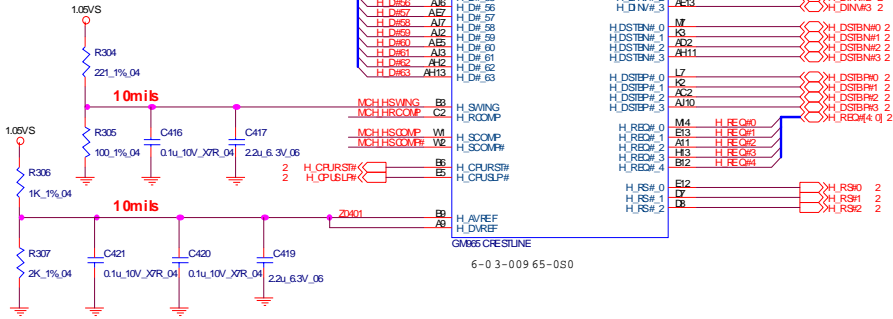 1.05VS
R304
221_1%_04
10mils
R305
100_1%_04
C416
0.1u_10V_X7R_04
C417
2.2u_6.3V_06
1.05VS
R306
1K_1%_04
10mils
R307
2K_1%_04
C421
0.1u_10V_X7R_04
C420
0.1u_10V_X7R_04
C419
2.2u_6.3V_06
H_D#56 AJ6 H_D#_56
H_D#57 AE7 H_D#_57
H_D#58 AJ7 H_D#_58
H_D#59 AJ2 H_D#_59
H_D#60 AE5 H_D#_60
H_D#61 AJ3 H_D#_61
H_D#62 AH2 H_D#_62
H_D#63 AH13 H_D#_63
MCH_HSWING B3 H_SWING
MCH_HRCOMP C2 H_RCOMP
MCH_HSCOMP W1 H_SCOMP
MCH_HSCOMP# W2 H_SCOMP#
2 H_CPURST# B6 H_CPURST#
2 H_CPUSLP# E5 H_CPUSLP#
Z0401 B9 H_AVREF
A9 H_DVREF
H_DINV#_3 AE13 H_DINV#3 2
H_DSTBN#_0 M7 H_DSTBN#0 2
H_DSTBN#_1 K3 H_DSTBN#1 2
H_DSTBN#_2 AD2 H_DSTBN#2 2
H_DSTBN#_3 AH11 H_DSTBN#3 2
H_DSTBP#_0 L7 H_DSTBP#0 2
H_DSTBP#_1 K2 H_DSTBP#1 2
H_DSTBP#_2 AC2 H_DSTBP#2 2
H_DSTBP#_3 AJ10 H_DSTBP#3 2
H_REQ#[4:0] 2
H_REQ#_0 M14 H_REQ#0
H_REQ#_1 E13 H_REQ#1
H_REQ#_2 A11 H_REQ#2
H_REQ#_3 H13 H_REQ#3
H_REQ#_4 B12 H_REQ#4
H_RS#_0 E12 H_RS#0 2
H_RS#_1 D7 H_RS#1 2
H_RS#_2 D8 H_RS#2 2
GM965 CRESTLINE
6-03-00965-0S0